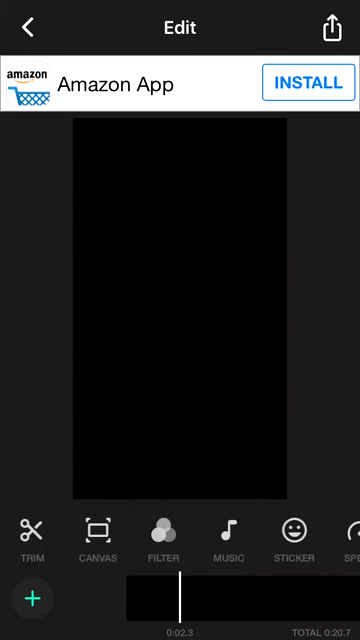 Edit
amazon
Amazon App
INSTALL
TRIM
CANVAS
FILTER
MUSIC
STICKER
SPE
0:02.3
TOTAL 0:20.7